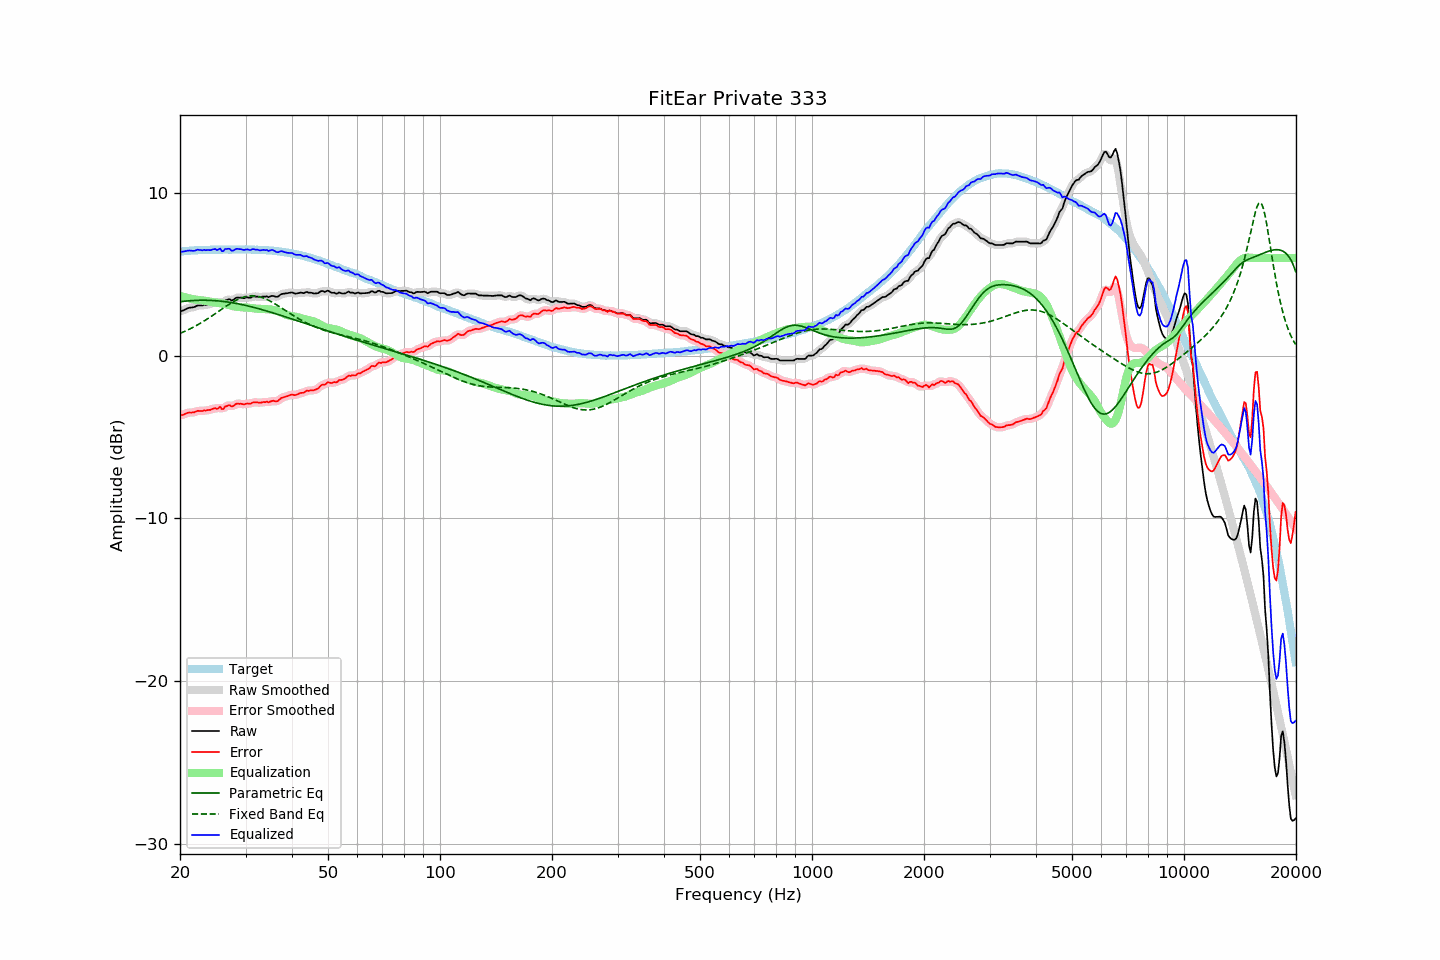 FitEar Private 333
Amplitude (dBr)
10
0
−10
−20
−30
Target
Raw Smoothed
Error Smoothed
Raw
Error
Equalization
Parametric Eq
Fixed Band Eq
Equalized
20 50 100 200 500 1000 2000 5000 10000 20000
Frequency (Hz)